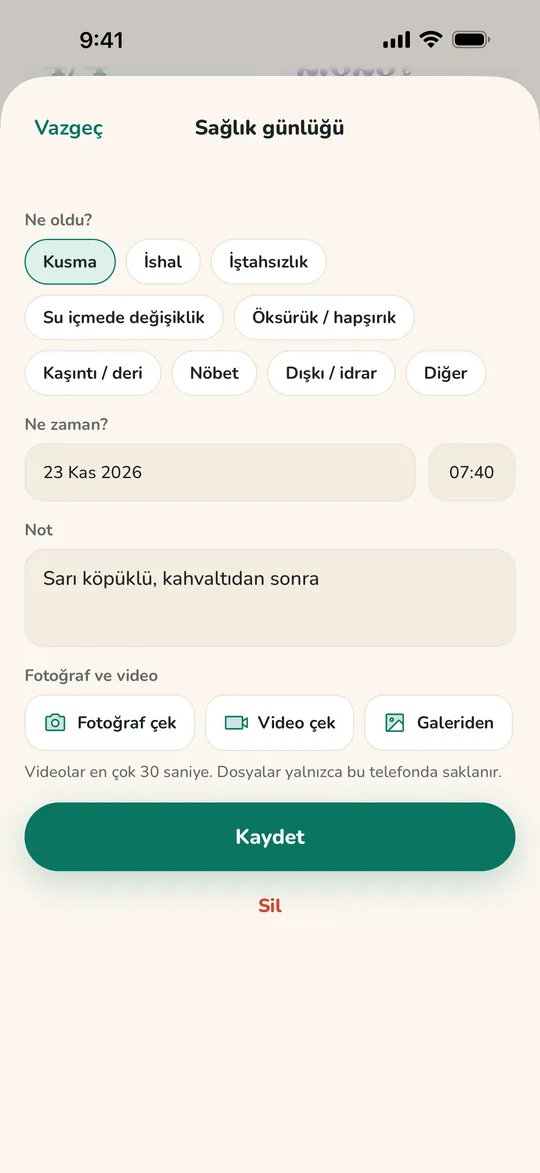 9:41
Vazgeç
Sağlık günlüğü
Ne oldu?
Kusma
İshal
İştahsızlık
Su içmede değişiklik
Öksürük / hapşırık
Kaşıntı / deri
Nöbet
Dışkı / idrar
Diğer
Ne zaman?
23 Kas 2026
07:40
Not
Sarı köpüklü, kahvaltıdan sonra
Fotoğraf ve video
Fotoğraf çek
Video çek
Galeriden
Videolar en çok 30 saniye. Dosyalar yalnızca bu telefonda saklanır.
Kaydet
Sil